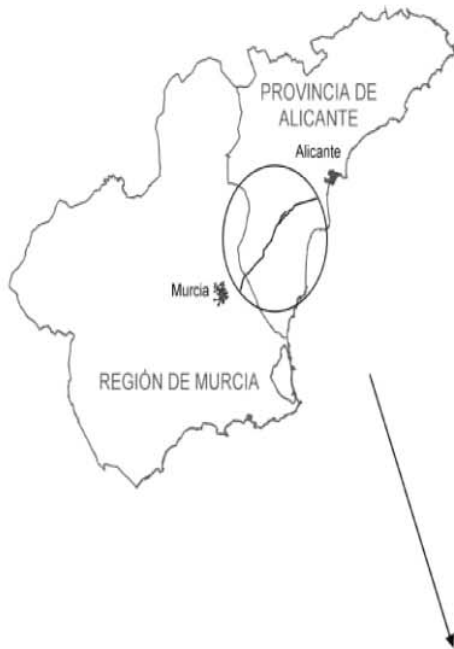 PROVINCIA DE
ALICANTE
Alicante
Murcia
REGIÓN DE MURCIA